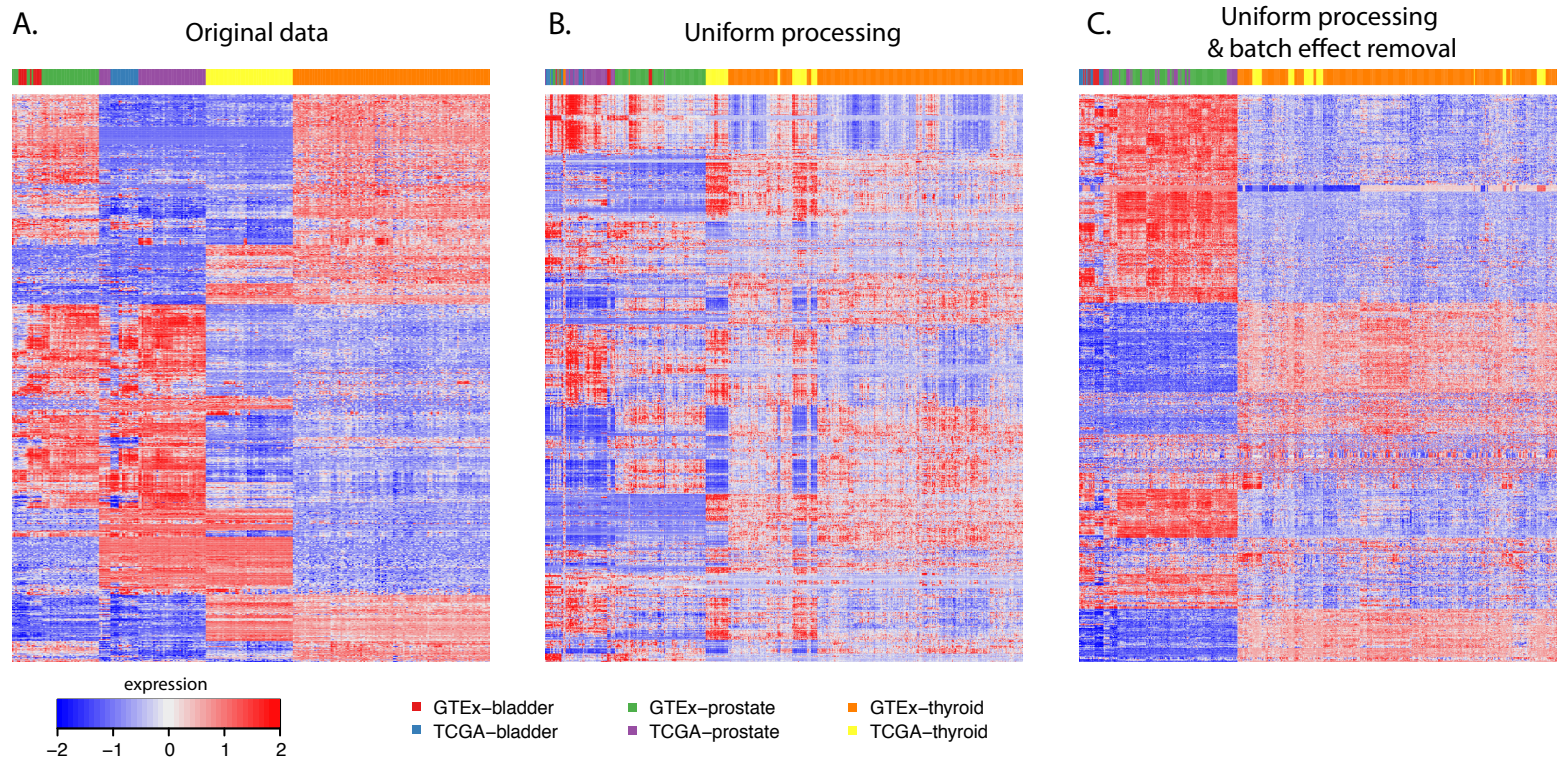 A.
Original data
B.
Uniform processing
C.
Uniform processing
& batch effect removal
expression
−2 −1 0 1 2
GTEx−bladder
TCGA−bladder
GTEx−prostate
TCGA−prostate
GTEx−thyroid
TCGA−thyroid